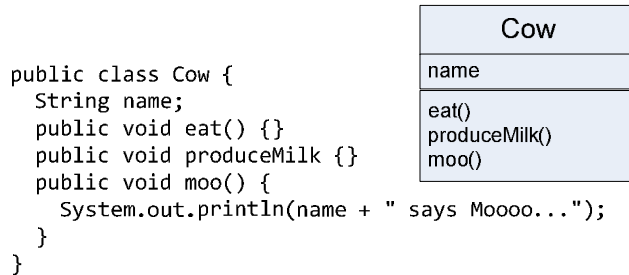 Cow
name
eat()
produceMilk()
moo()
public class Cow {
  String name;
  public void eat() {}
  public void produceMilk {}
  public void moo() {
    System.out.println(name + " says Moooo...");
  }
}